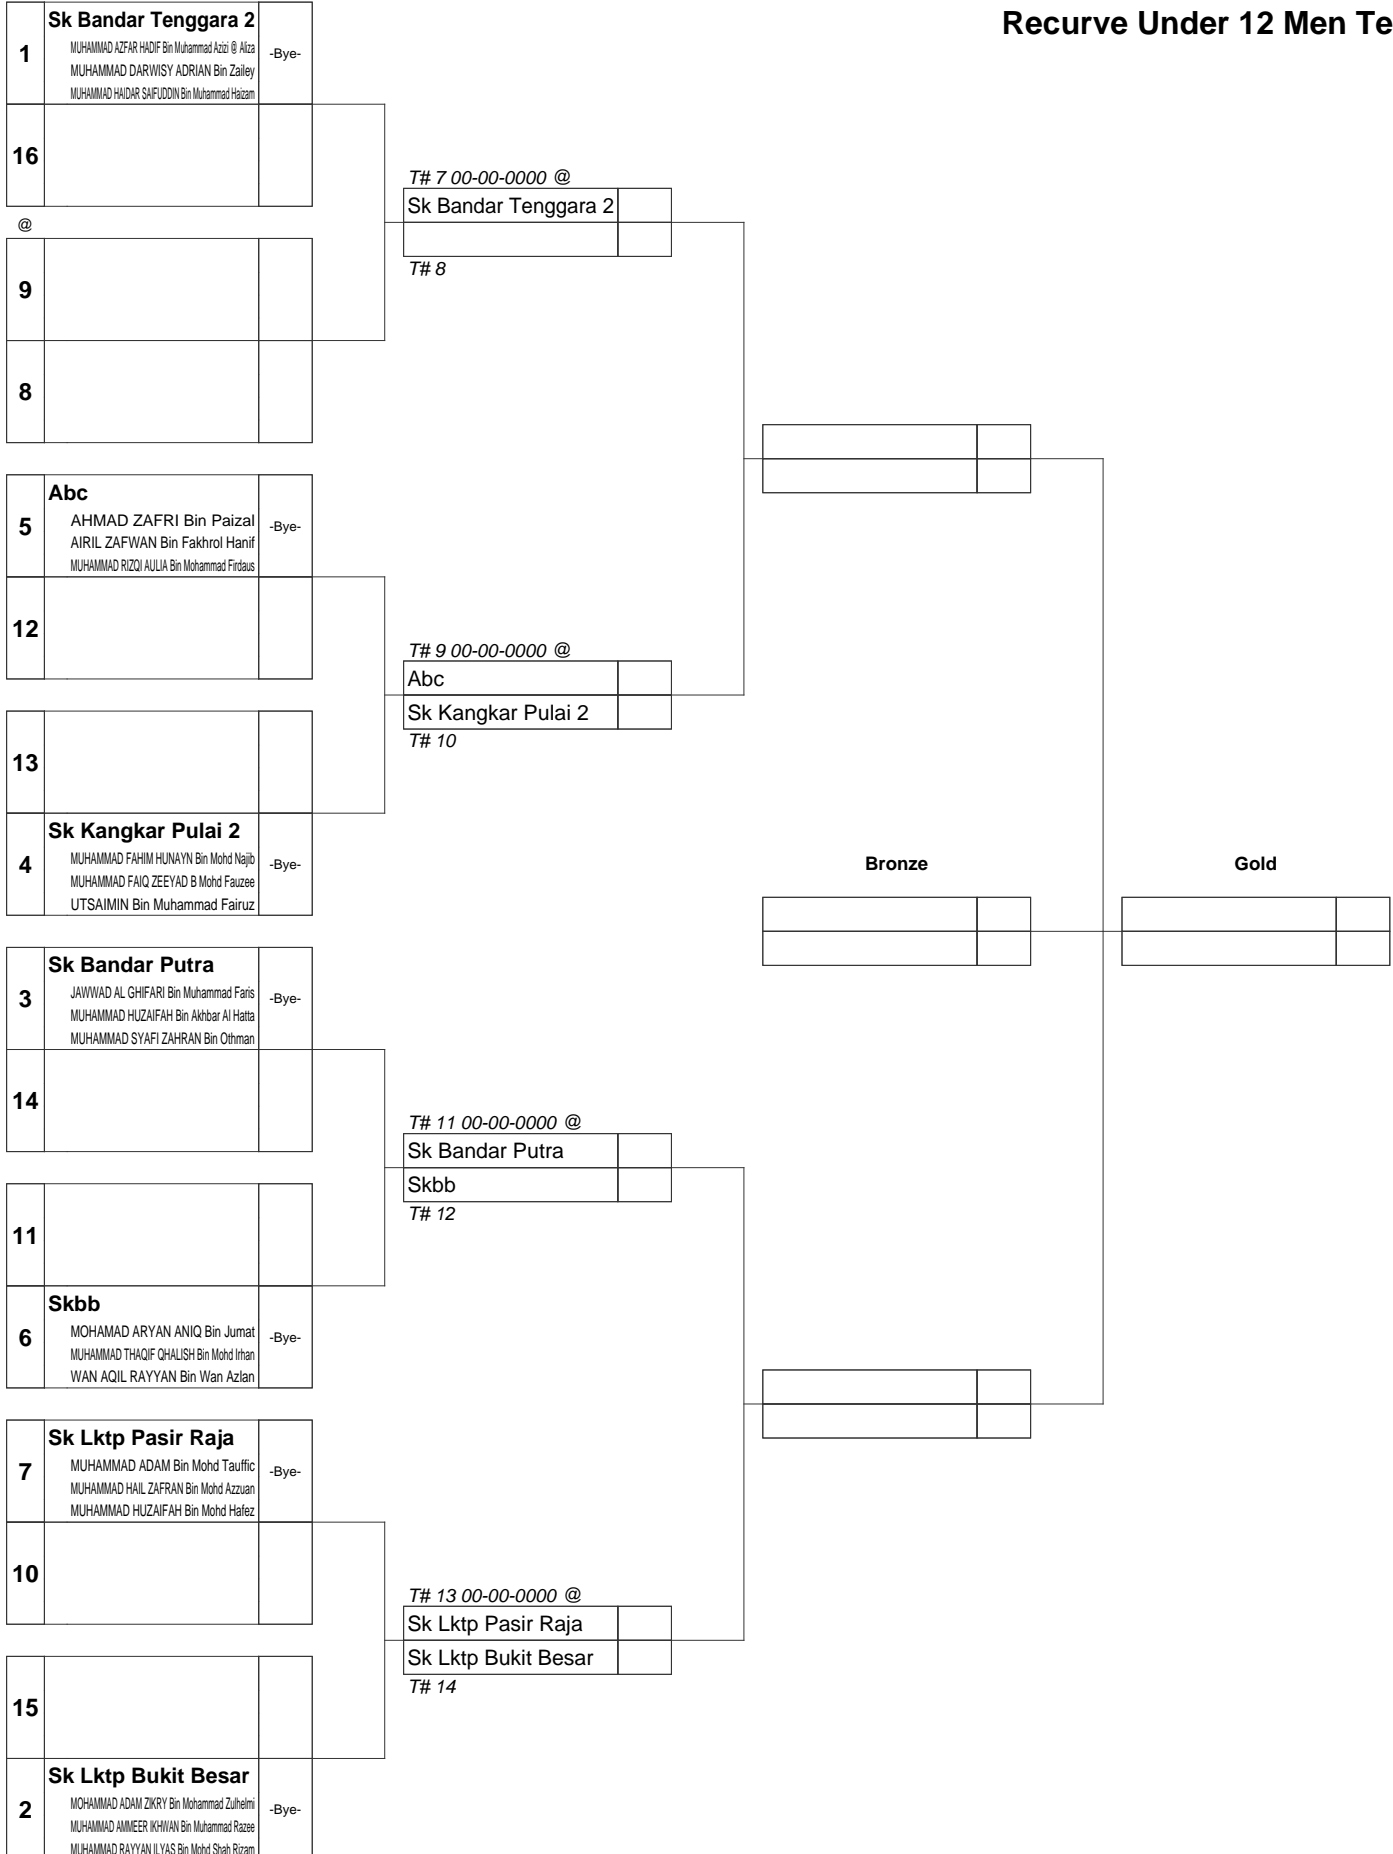 Recurve Under 12 Men Te
Sk Bandar Tenggara 2
1
MUHAMMAD AZFAR HADIF Bin Muhammad Azizi @ Aliza
MUHAMMAD DARWISY ADRIAN Bin Zailey
MUHAMMAD HAIDAR SAIFUDDIN Bin Muhammad Haizam
-Bye-
16
@
9
8
T# 7 00-00-0000 @
Sk Bandar Tenggara 2
T# 8
Abc
5
AHMAD ZAFRI Bin Paizal
AIRIL ZAFWAN Bin Fakhrol Hanif
MUHAMMAD RIZQI AULIA Bin Mohammad Firdaus
-Bye-
12
13
T# 9 00-00-0000 @
Abc
Sk Kangkar Pulai 2
T# 10
Sk Kangkar Pulai 2
4
MUHAMMAD FAHIM HUNAYN Bin Mohd Najib
MUHAMMAD FAIQ ZEEYAD B Mohd Fauzee
UTSAIMIN Bin Muhammad Fairuz
-Bye-
Bronze
Gold
Sk Bandar Putra
3
JAWWAD AL GHIFARI Bin Muhammad Faris
MUHAMMAD HUZAIFAH Bin Akhbar Al Hatta
MUHAMMAD SYAFI ZAHRAN Bin Othman
-Bye-
14
11
T# 11 00-00-0000 @
Sk Bandar Putra
Skbb
T# 12
Skbb
6
MOHAMAD ARYAN ANIQ Bin Jumat
MUHAMMAD THAQIF QHALISH Bin Mohd Irhan
WAN AQIL RAYYAN Bin Wan Azlan
-Bye-
Sk Lktp Pasir Raja
7
MUHAMMAD ADAM Bin Mohd Tauffic
MUHAMMAD HAIL ZAFRAN Bin Mohd Azzuan
MUHAMMAD HUZAIFAH Bin Mohd Hafez
-Bye-
10
15
T# 13 00-00-0000 @
Sk Lktp Pasir Raja
Sk Lktp Bukit Besar
T# 14
Sk Lktp Bukit Besar
2
MOHAMMAD ADAM ZIKRY Bin Mohammad Zulhelmi
MUHAMMAD AMMEER IKHWAN Bin Muhammad Razee
MUHAMMAD RAYYAN ILYAS Bin Mohd Shah Rizam
-Bye-